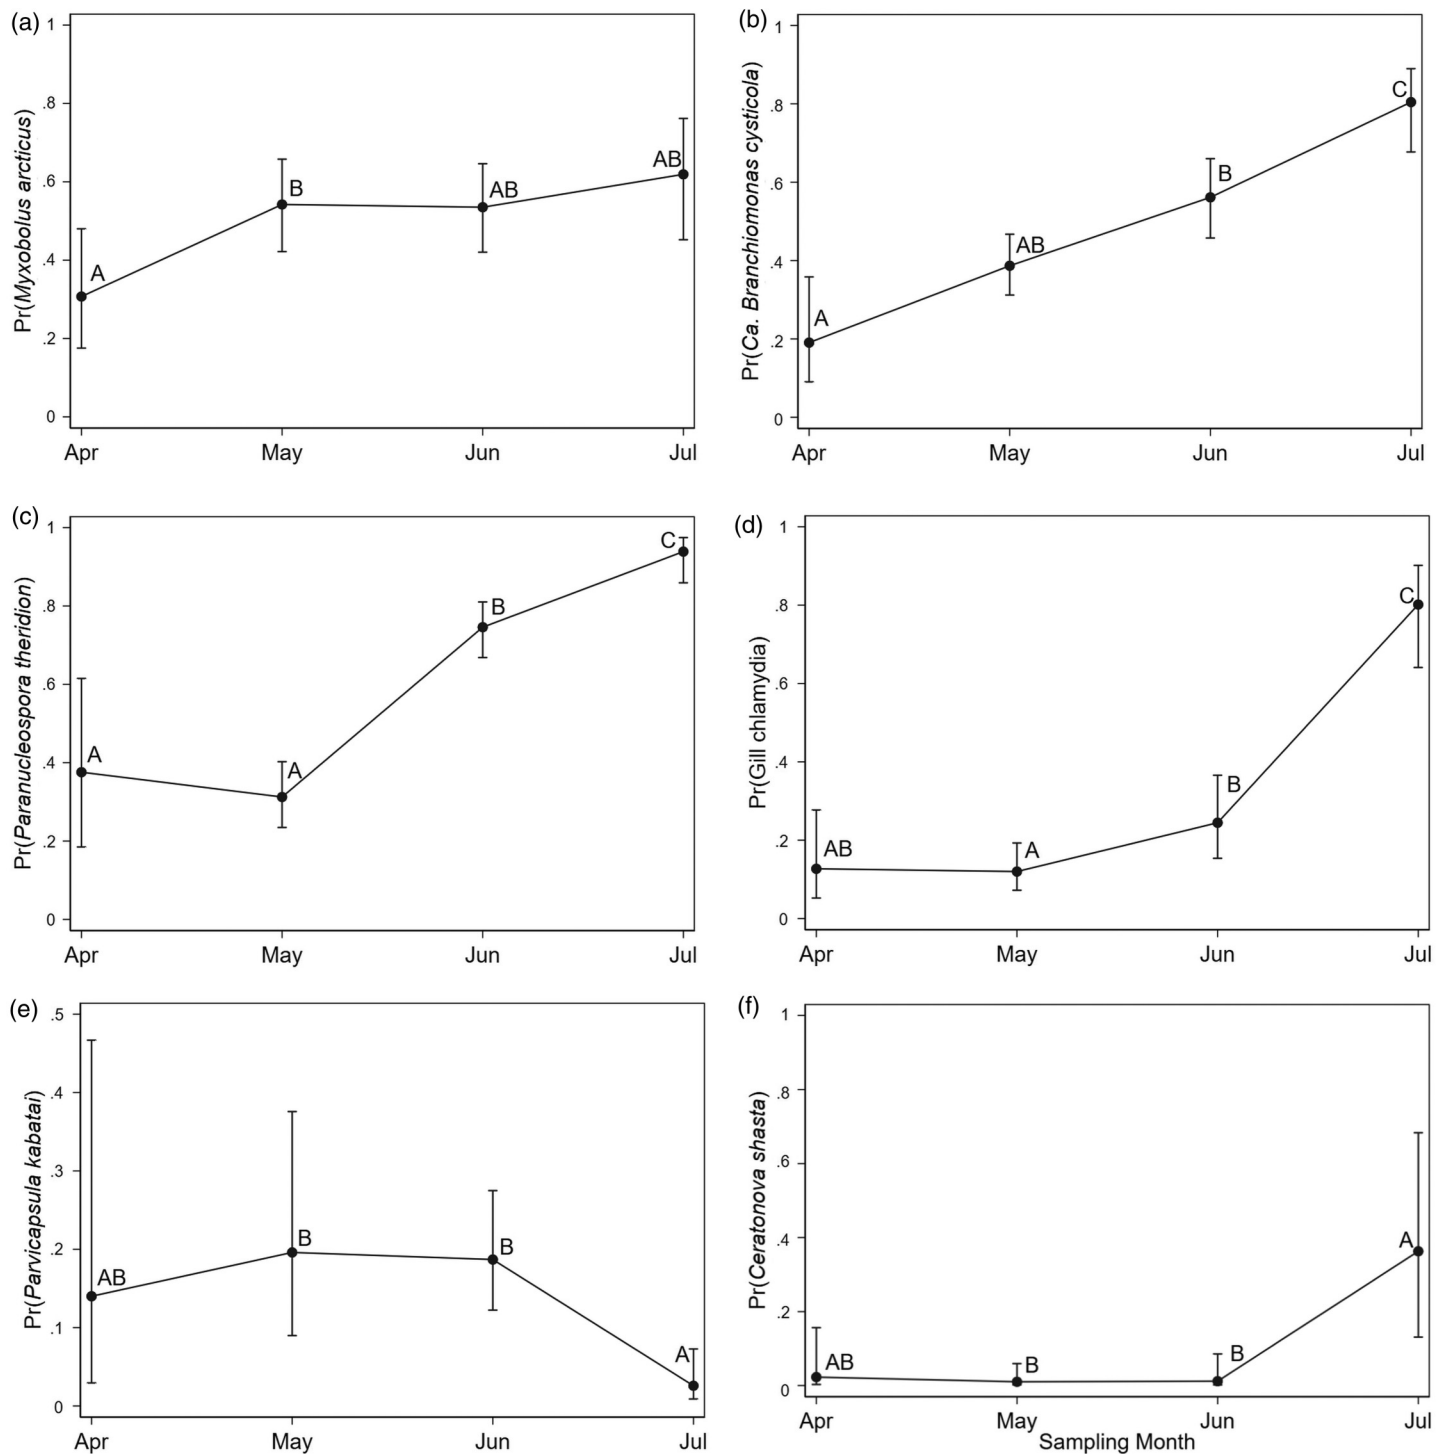 (a)
Pr(Myxobolus arcticus)
1
.8
.6
.4
.2
0
A
B
AB
AB
Apr May Jun Jul
(b)
Pr(Ca. Branchiomonas cysticola)
1
.8
.6
.4
.2
0
A
AB
B
C
Apr May Jun Jul
(c)
Pr(Paranucleospora theridion)
1
.8
.6
.4
.2
0
A
A
B
C
Apr May Jun Jul
(d)
Pr(Gill chlamydia)
1
.8
.6
.4
.2
0
AB
A
B
C
Apr May Jun Jul
(e)
Pr(Parvicapsula kabatai)
.5
.4
.3
.2
.1
0
AB
B
B
A
Apr May Jun Jul
(f)
Pr(Ceratonova shasta)
1
.8
.6
.4
.2
0
AB
B
B
A
Apr May Jun Jul
Sampling Month